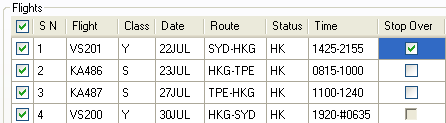 Flights
S N Flight Class Date Route Status Time Stop Over
1 VS201 Y 22JUL SYD-HKG HK 1425-2155
2 KA486 S 23JUL HKG-TPE HK 0815-1000
3 KA487 S 27JUL TPE-HKG HK 1100-1240
4 VS200 Y 30JUL HKG-SYD HK 1920-#0635